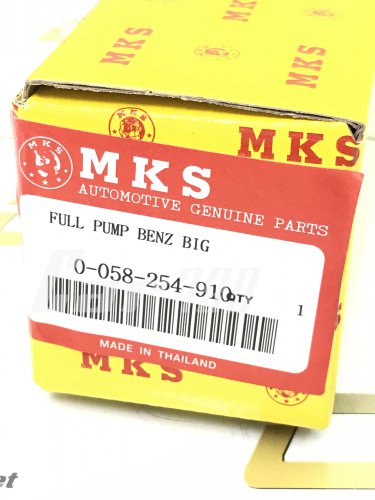 MKS
MKS
MKS
MKS
AUTOMOTIVE GENUINE PARTS
FULL PUMP BENZ BIG
0-058-254-910 QTY 1
MADE IN THAILAND
MKS